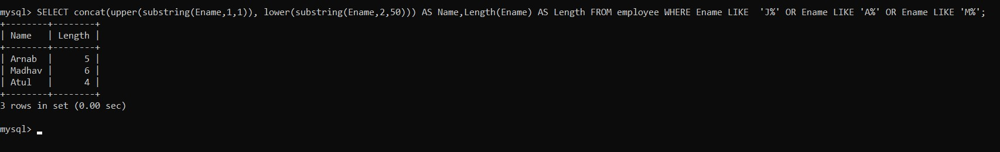 mysql> SELECT concat(upper(substring(Ename,1,1)), lower(substring(Ename,2,50))) AS Name,Length(Ename) AS Length FROM employee WHERE Ename LIKE  'J%' OR Ename LIKE 'A%' OR Ename LIKE 'M%';
+--------+--------+
| Name   | Length |
+--------+--------+
| Arnab  |      5 |
| Madhav |      6 |
| Atul   |      4 |
+--------+--------+
3 rows in set (0.00 sec)
mysql>